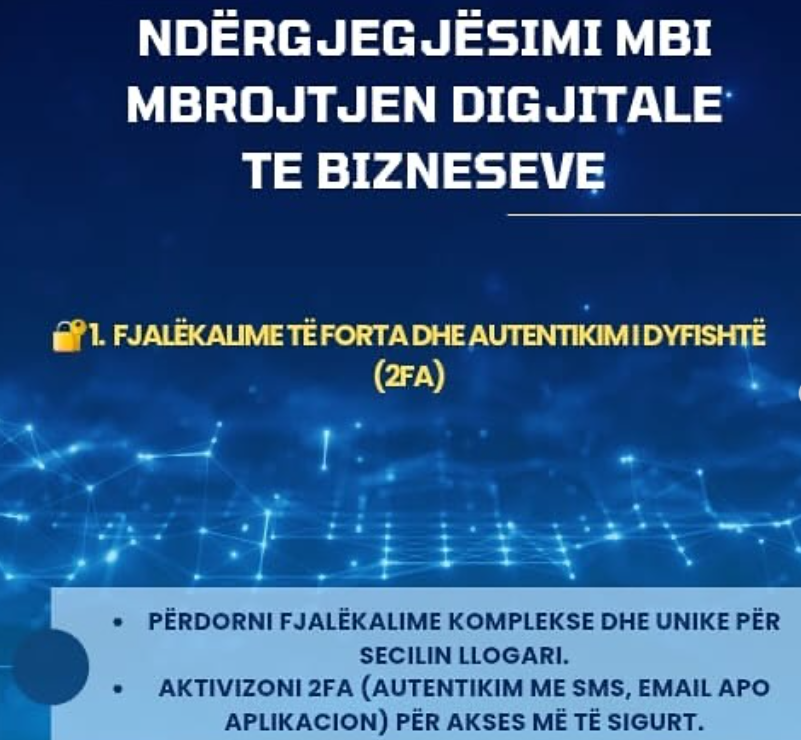 NDËRGJEGJËSIMI MBI
MBROJTJEN DIGJITALE
TE BIZNESEVE
🔐1. FJALËKALIME TË FORTA DHE AUTENTIKIM I DYFISHTË
(2FA)
• PËRDORNI FJALËKALIME KOMPLEKSE DHE UNIKE PËR
SECILIN LLOGARI.
• AKTIVIZONI 2FA (AUTENTIKIM ME SMS, EMAIL APO
APLIKACION) PËR AKSES MË TË SIGURT.